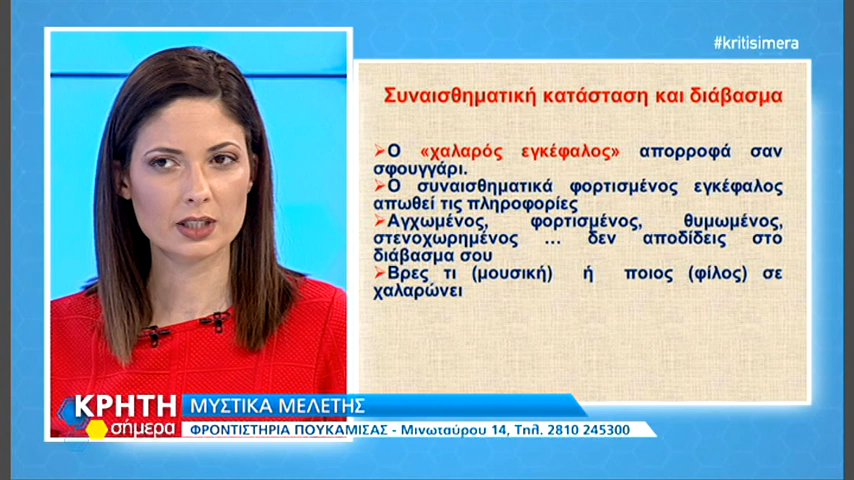 #kritisimera
Συναισθηματική κατάσταση και διάβασμα
Ο «χαλαρός εγκέφαλος» απορροφά σαν
σφουγγάρι.
Ο συναισθηματικά φορτισμένος εγκέφαλος
απωθεί τις πληροφορίες
Αγχωμένος, φορτισμένος, θυμωμένος,
στενοχωρημένος … δεν αποδίδεις στο
διάβασμα σου
Βρες τι (μουσική) ή ποιος (φίλος) σε
χαλαρώνει
ΚΡΗΤΗ
σήμερα
ΜΥΣΤΙΚΑ ΜΕΛΕΤΗΣ
ΦΡΟΝΤΙΣΤΗΡΙΑ ΠΟΥΚΑΜΙΣΑΣ - Μινωταύρου 14, Τηλ. 2810 245300